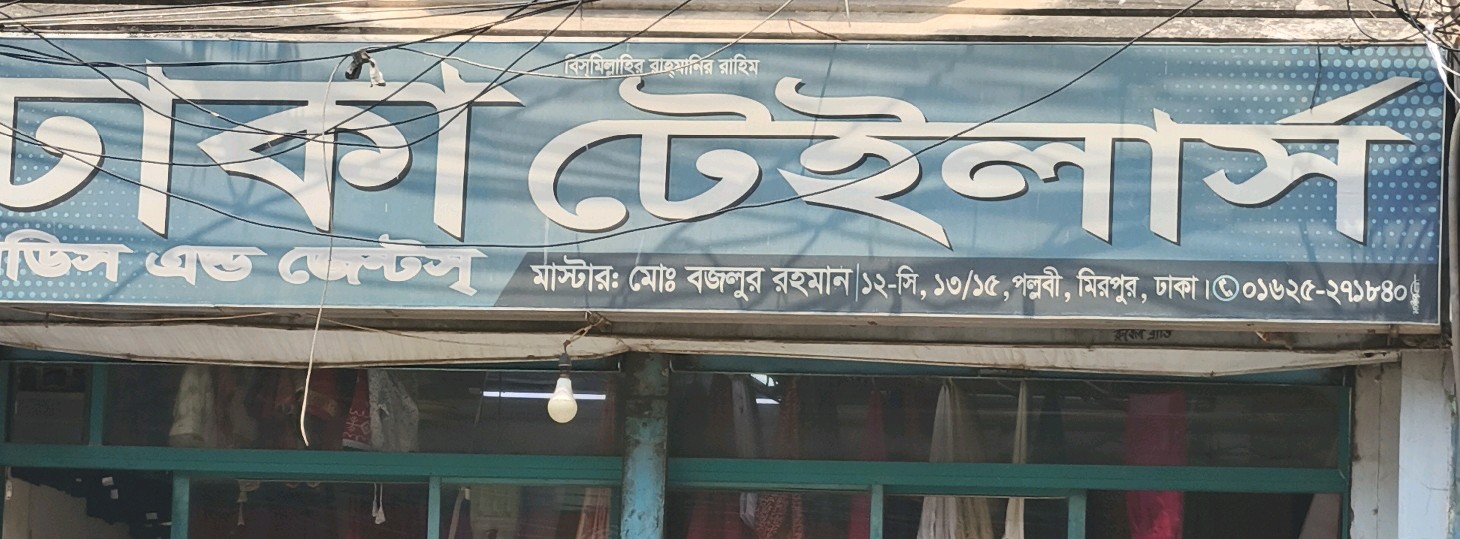 বিসমিলাহির রাহমানির রাহিম
ঢাকা টেইলার্স
লেডিস এন্ড জেন্টস্
মাস্টার: মোঃ বজলুর রহমান|১২-সি, ১৩/১৫, পল্লবী, মিরপুর, ঢাকা। ০১৬২৫-২৭১৮৪০